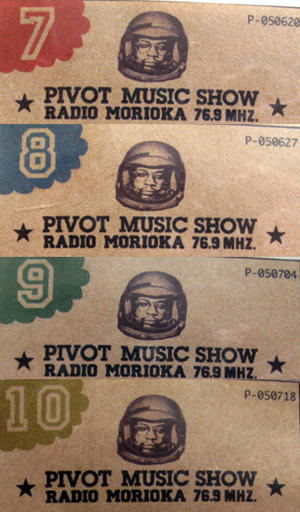 7
P-050620
★ PIVOT MUSIC SHOW ★
RADIO MORIOKA 76.9 MHZ.
8
P-050627
★ PIVOT MUSIC SHOW ★
RADIO MORIOKA 76.9 MHZ.
9
P-050704
★ PIVOT MUSIC SHOW ★
RADIO MORIOKA 76.9 MHZ.
10
P-050718
★ PIVOT MUSIC SHOW ★
RADIO MORIOKA 76.9 MHZ.